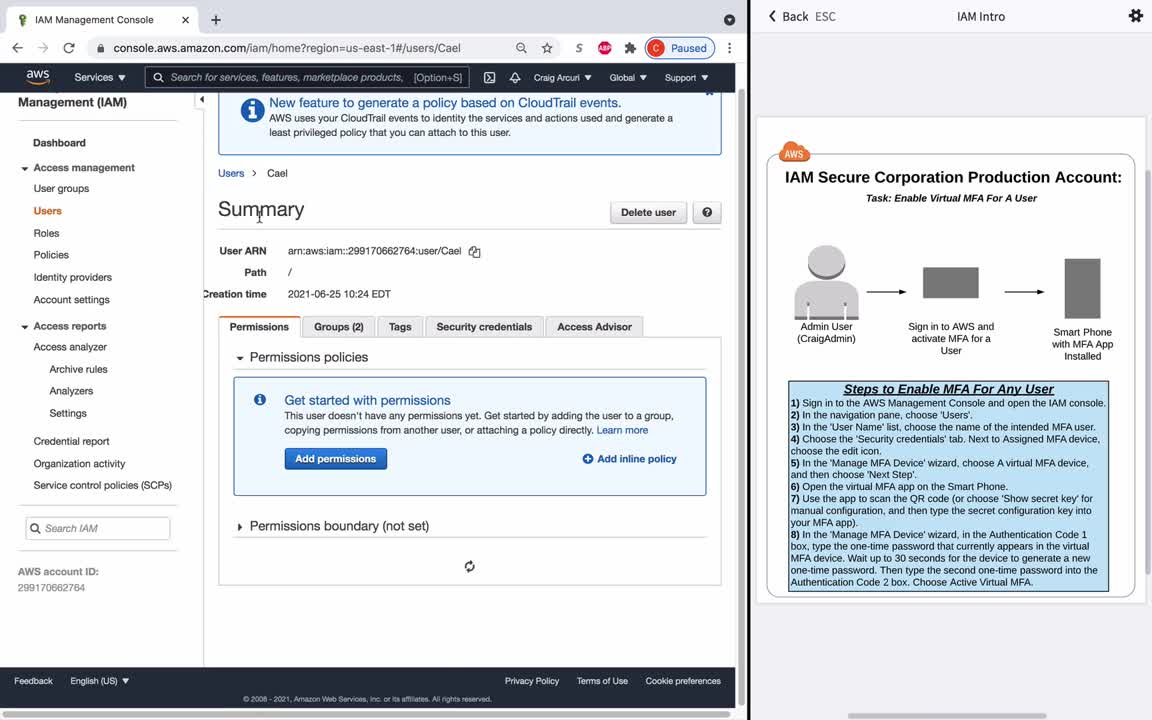 IAM Management Console
console.aws.amazon.com/iam/home?region=us-east-1#/users/Cael
S
ABP
C Paused
aws
Services
Search for services, features, marketplace products, [Option+S]
Craig Arcuri
Global
Support
Management (IAM)
Dashboard
Access management
User groups
Users
Roles
Policies
Identity providers
Account settings
Access reports
Access analyzer
Archive rules
Analyzers
Settings
Credential report
Organization activity
Service control policies (SCPs)
Search IAM
AWS account ID:
299170662764
New feature to generate a policy based on CloudTrail events.
AWS uses your CloudTrail events to identity the services and actions used and generate a
least privileged policy that you can attach to this user.
Users > Cael
Summary
Delete user
User ARN arn:aws:iam::299170662764:user/Cael
Path /
Creation time 2021-06-25 10:24 EDT
Permissions
Groups (2)
Tags
Security credentials
Access Advisor
Permissions policies
Get started with permissions
This user doesn't have any permissions yet. Get started by adding the user to a group,
copying permissions from another user, or attaching a policy directly. Learn more
Add permissions
Add inline policy
Permissions boundary (not set)
Feedback
English (US)
Privacy Policy
Terms of Use
Cookie preferences
© 2008 - 2021, Amazon Web Services, Inc. or its affiliates. All rights reserved.
Back ESC
IAM Intro
AWS
IAM Secure Corporation Production Account:
Task: Enable Virtual MFA For A User
Admin User
(CraigAdmin)
Sign in to AWS and
activate MFA for a
User
Smart Phone
with MFA App
Installed
Steps to Enable MFA For Any User
1) Sign in to the AWS Management Console and open the IAM console.
2) In the navigation pane, choose 'Users'.
3) In the 'User Name' list, choose the name of the intended MFA user.
4) Choose the 'Security credentials' tab. Next to Assigned MFA device,
choose the edit icon.
5) In the 'Manage MFA Device' wizard, choose A virtual MFA device,
and then choose 'Next Step'.
6) Open the virtual MFA app on the Smart Phone.
7) Use the app to scan the QR code (or choose 'Show secret key' for
manual configuration, and then type the secret configuration key into
your MFA app).
8) In the 'Manage MFA Device' wizard, in the Authentication Code 1
box, type the one-time password that currently appears in the virtual
MFA device. Wait up to 30 seconds for the device to generate a new
one-time password. Then type the second one-time password into the
Authentication Code 2 box. Choose Active Virtual MFA.